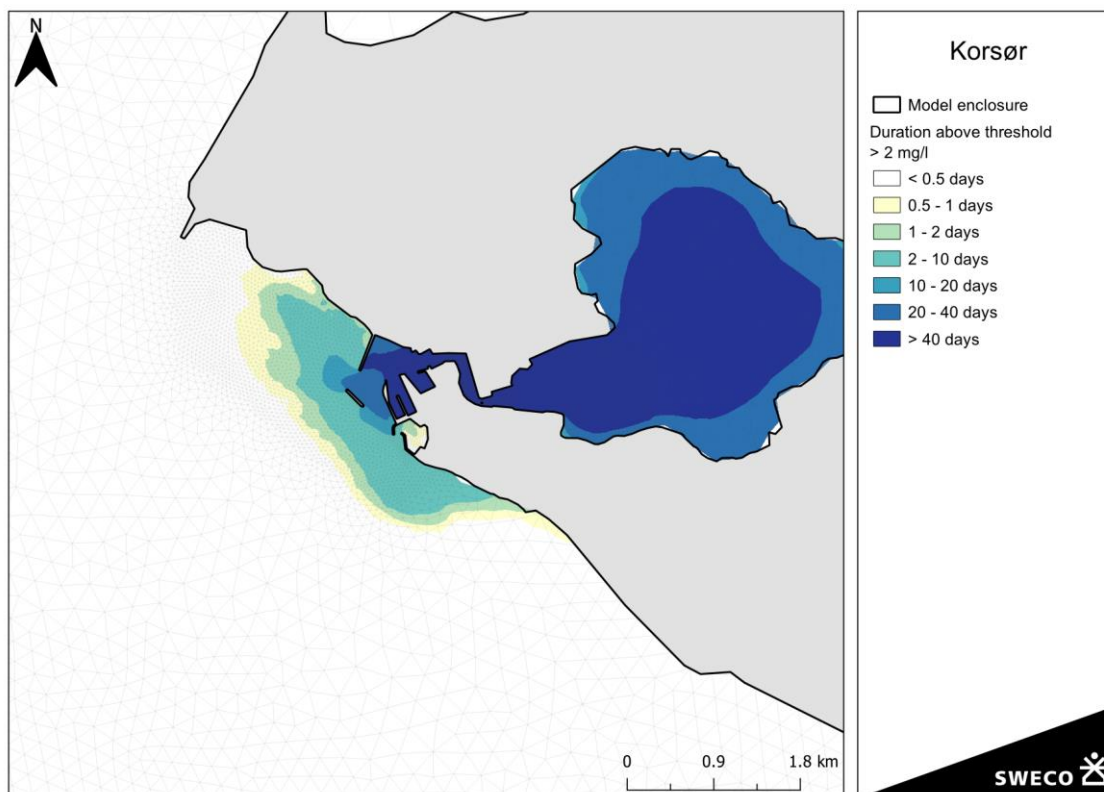 N
0 0.9 1.8 km
Korsør
Model enclosure
Duration above threshold
> 2 mg/l
< 0.5 days
0.5 - 1 days
1 - 2 days
2 - 10 days
10 - 20 days
20 - 40 days
> 40 days
SWECO